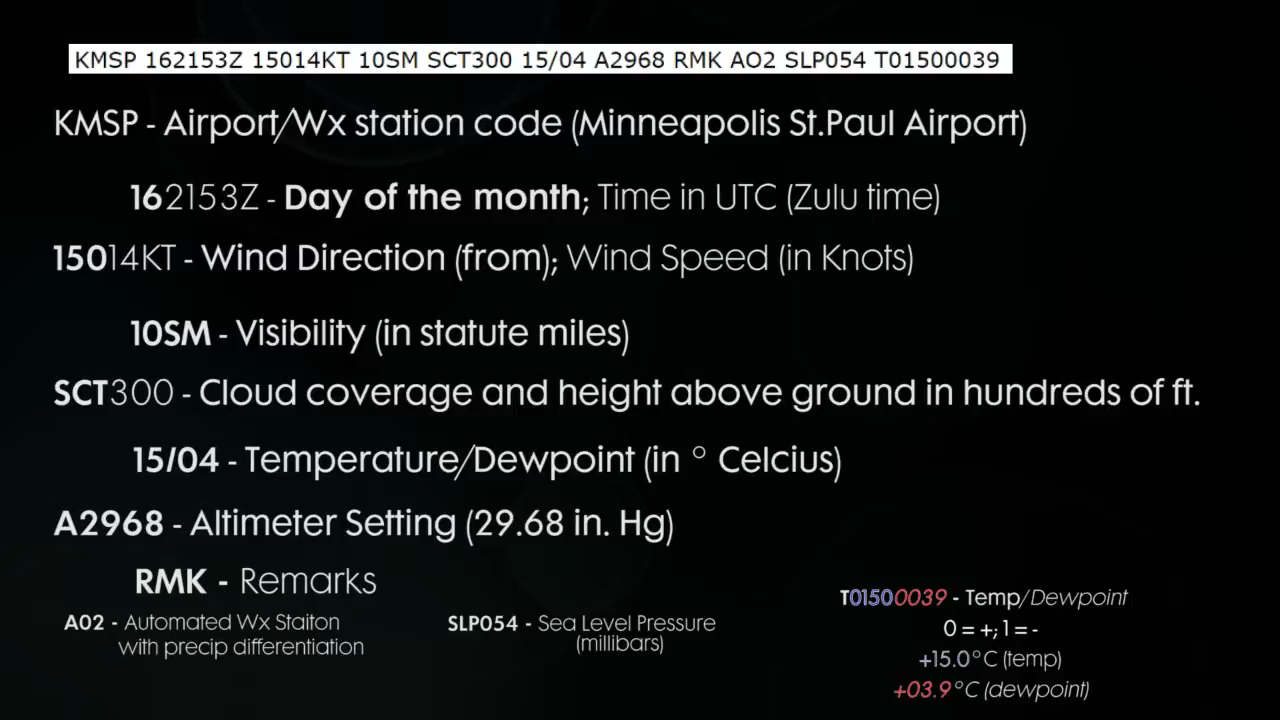 KMSP 162153Z 15014KT 10SM SCT300 15/04 A2968 RMK AO2 SLP054 T01500039
KMSP - Airport/Wx station code (Minneapolis St.Paul Airport)
162153Z - Day of the month; Time in UTC (Zulu time)
15014KT - Wind Direction (from); Wind Speed (in Knots)
10SM - Visibility (in statute miles)
SCT300 - Cloud coverage and height above ground in hundreds of ft.
15/04 - Temperature/Dewpoint (in ° Celcius)
A2968 - Altimeter Setting (29.68 in. Hg)
RMK - Remarks
A02 - Automated Wx Staiton
with precip differentiation
SLP054 - Sea Level Pressure
(millibars)
T01500039 - Temp/Dewpoint
0 = +; 1 = -
+15.0°C (temp)
+03.9°C (dewpoint)